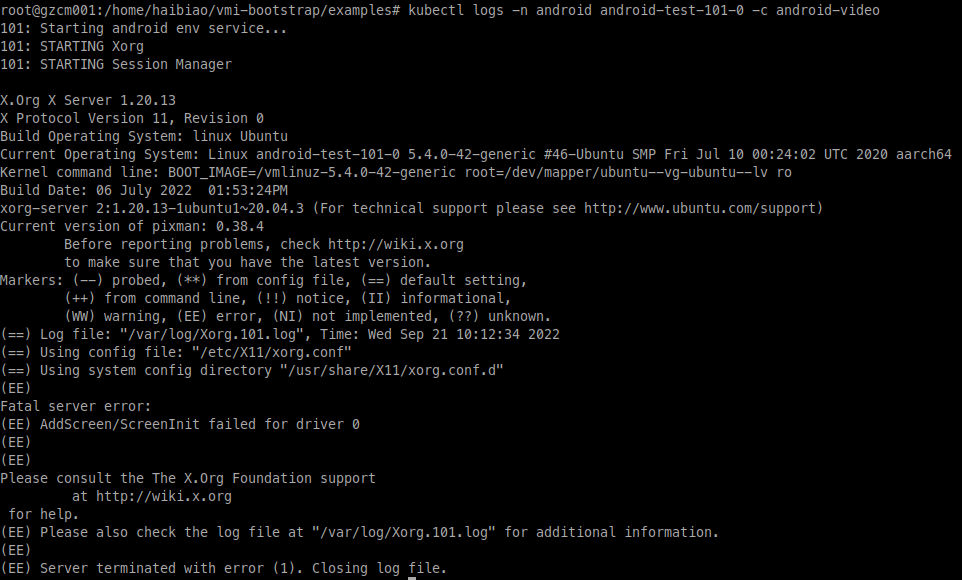 root@gzcm001:/home/haibiao/vmi-bootstrap/examples# kubectl logs -n android android-test-101-0 -c android-video
101: Starting android env service...
101: STARTING Xorg
101: STARTING Session Manager
X.Org X Server 1.20.13
X Protocol Version 11, Revision 0
Build Operating System: linux Ubuntu
Current Operating System: Linux android-test-101-0 5.4.0-42-generic #46-Ubuntu SMP Fri Jul 10 00:24:02 UTC 2020 aarch64
Kernel command line: BOOT_IMAGE=/vmlinuz-5.4.0-42-generic root=/dev/mapper/ubuntu--vg-ubuntu--lv ro
Build Date: 06 July 2022  01:53:24PM
xorg-server 2:1.20.13-1ubuntu1~20.04.3 (For technical support please see http://www.ubuntu.com/support)
Current version of pixman: 0.38.4
        Before reporting problems, check http://wiki.x.org
        to make sure that you have the latest version.
Markers: (--) probed, (**) from config file, (==) default setting,
        (++) from command line, (!!) notice, (II) informational,
        (WW) warning, (EE) error, (NI) not implemented, (??) unknown.
(==) Log file: "/var/log/Xorg.101.log", Time: Wed Sep 21 10:12:34 2022
(==) Using config file: "/etc/X11/xorg.conf"
(==) Using system config directory "/usr/share/X11/xorg.conf.d"
(EE)
Fatal server error:
(EE) AddScreen/ScreenInit failed for driver 0
(EE)
(EE)
Please consult the The X.Org Foundation support
         at http://wiki.x.org
 for help.
(EE) Please also check the log file at "/var/log/Xorg.101.log" for additional information.
(EE)
(EE) Server terminated with error (1). Closing log file.